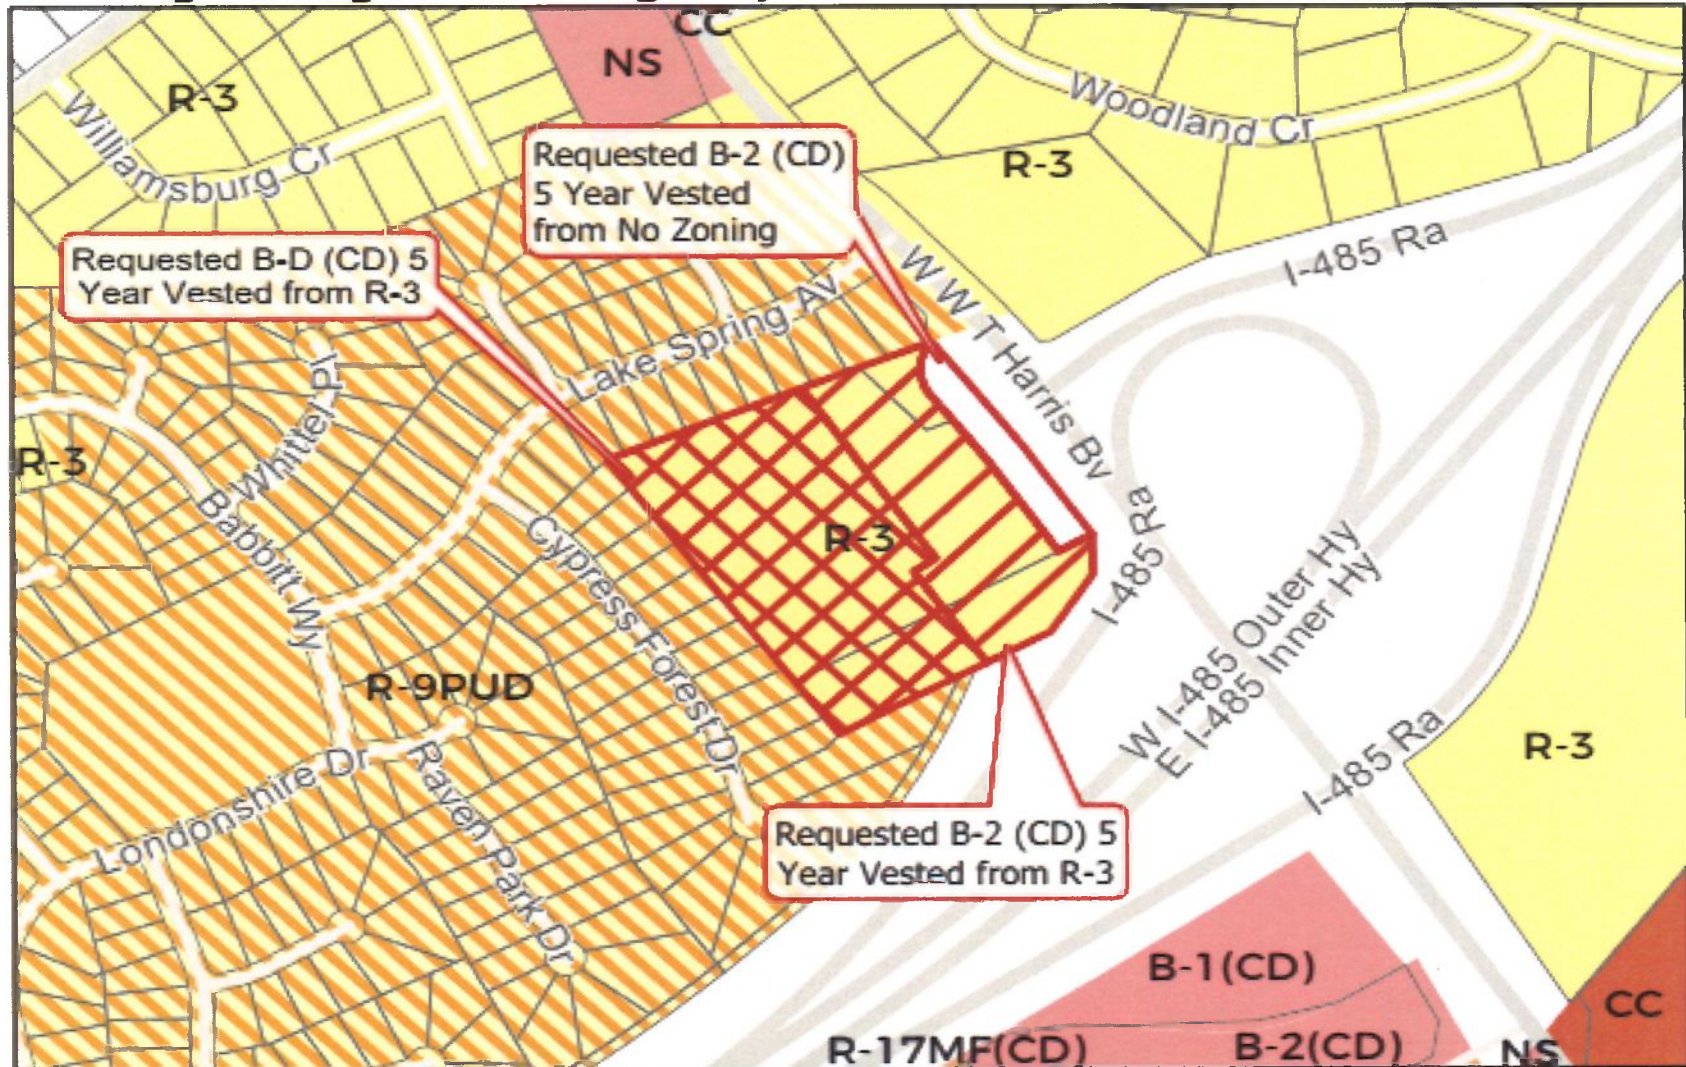 CC
NS
R-3
Williamsburg Cr
Woodland Cr
R-3
Requested B-2 (CD)
5 Year Vested
from No Zoning
Requested B-D (CD) 5
Year Vested from R-3
I-485 Ra
W W T Harris Bv
Lake Spring Av
Whittel Pl
R-3
Babbitt Wy
Cypress Forest Dr
R-3
I-485 Ra
W I-485 Outer Hy
E I-485 Inner Hy
R-9PUD
Londonshire Dr
Raven Park Dr
I-485 Ra
R-3
Requested B-2 (CD) 5
Year Vested from R-3
B-1(CD)
CC
R-17MF(CD)
B-2(CD)
NS